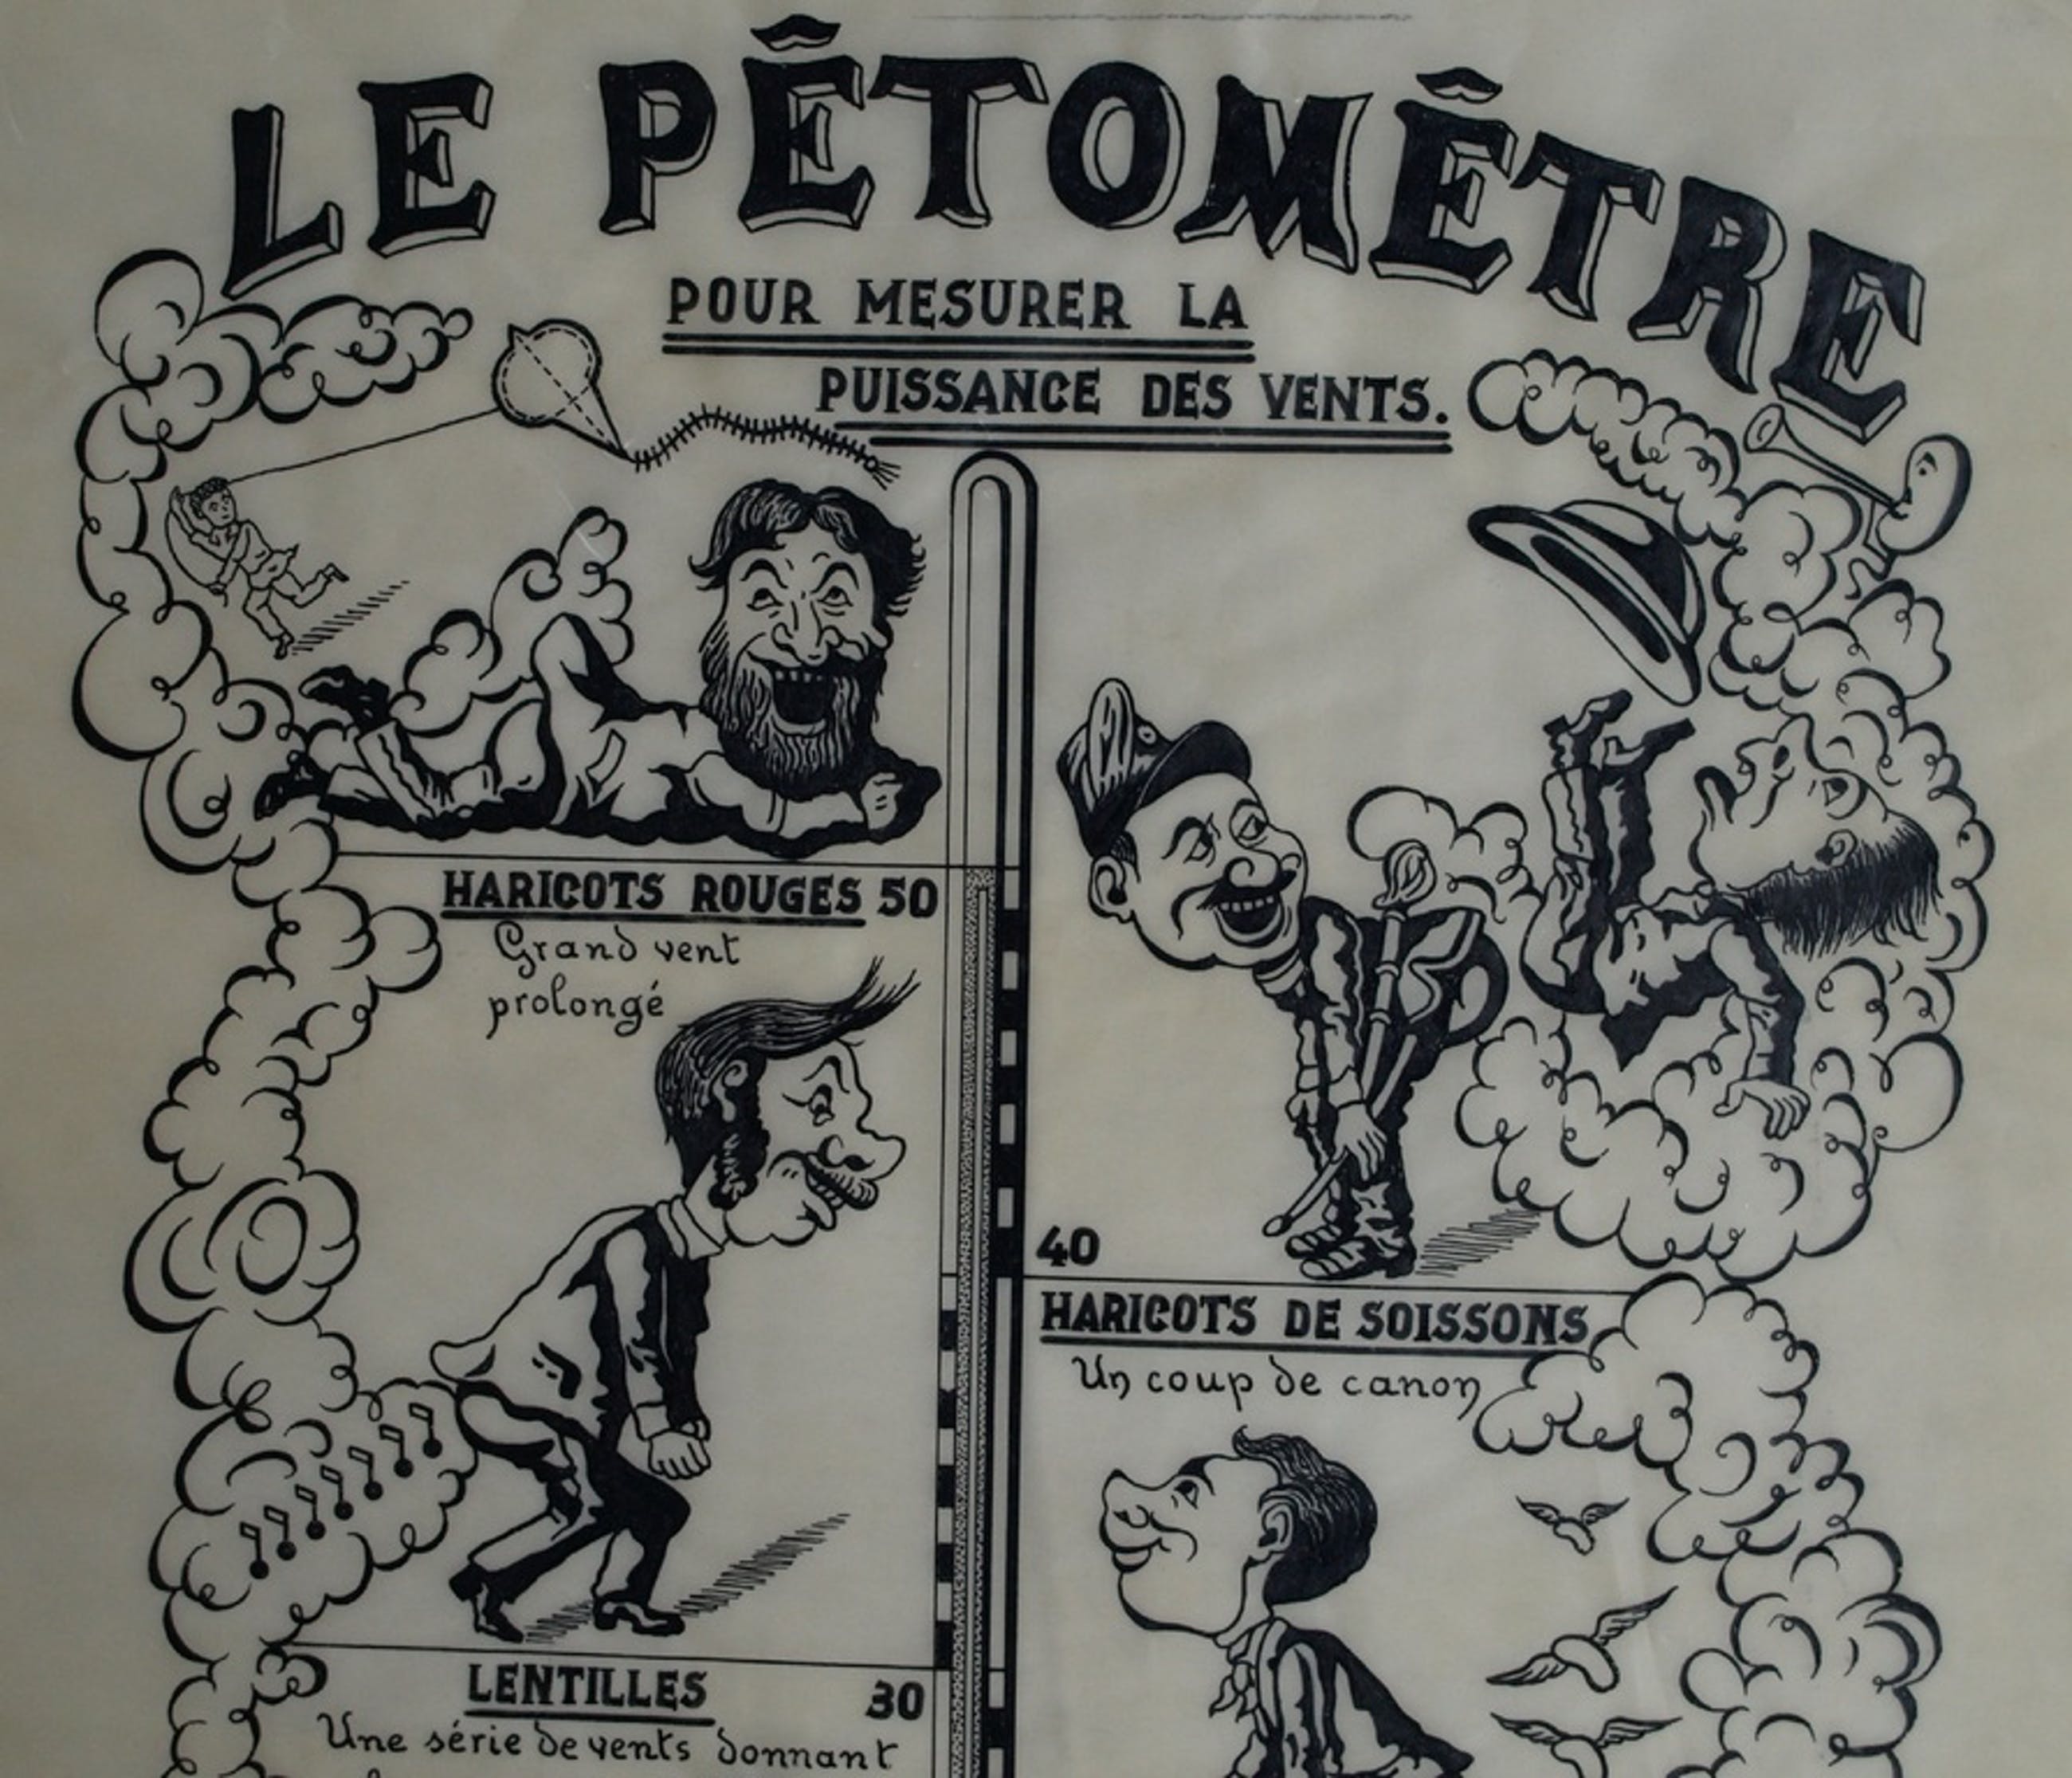 LE PÊTOMÊTRE
POUR MESURER LA
PUISSANCE DES VENTS.
HARICOTS ROUGES 50
Grand vent
prolongé
40
HARICOTS DE SOISSONS
Un coup de canon
LENTILLES 30
Une série de vents donnant